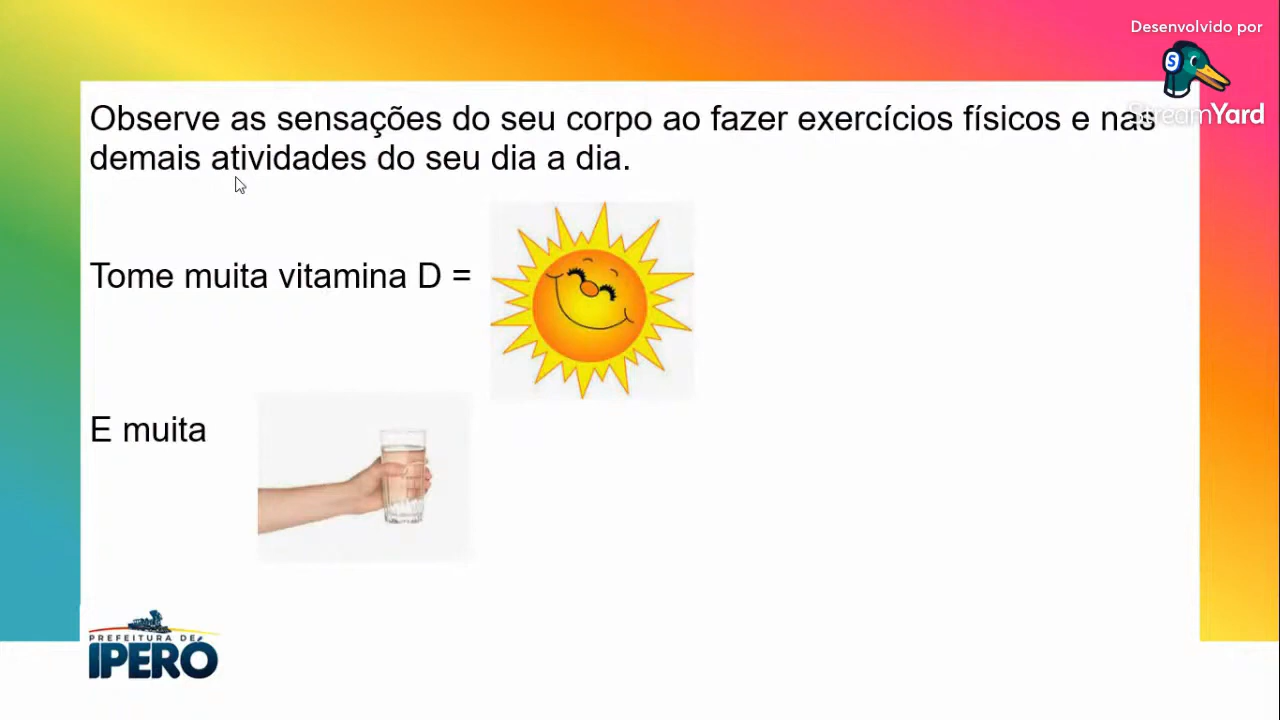 Desenvolvido por
S
StreamYard
Observe as sensações do seu corpo ao fazer exercícios físicos e nas
demais atividades do seu dia a dia.
Tome muita vitamina D =
E muita
PREFEITURA DE
IPERÓ